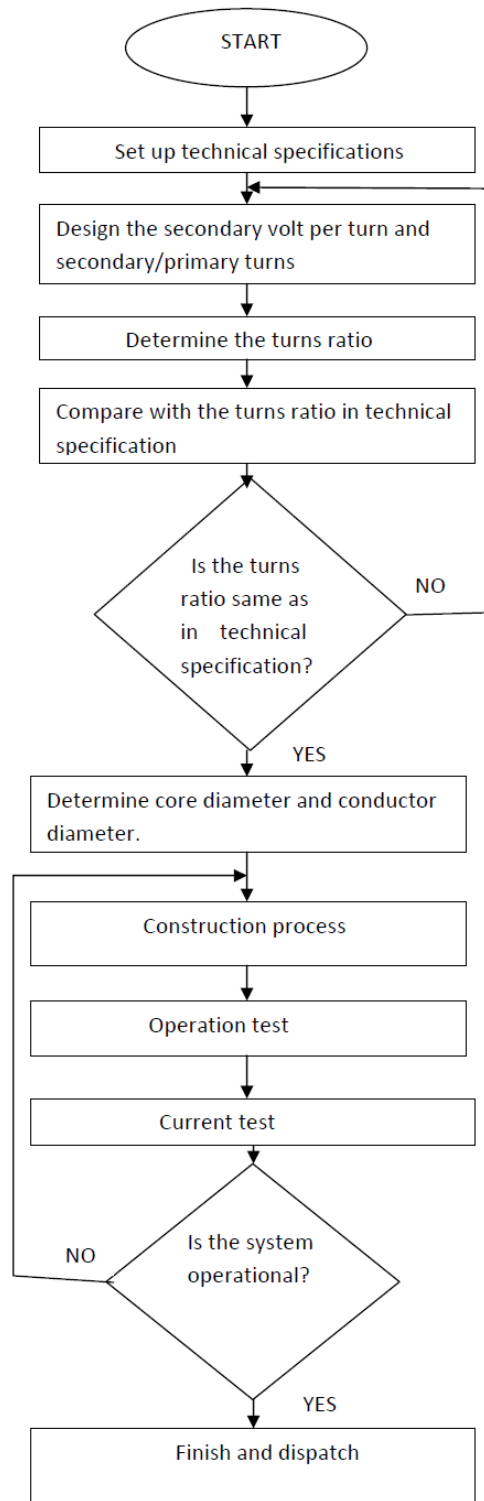 START
Set up technical specifications
Design the secondary volt per turn and
secondary/primary turns
Determine the turns ratio
Compare with the turns ratio in technical
specification
Is the turns
ratio same as
in technical
specification?
NO
YES
Determine core diameter and conductor
diameter.
Construction process
Operation test
Current test
Is the system
operational?
NO
YES
Finish and dispatch